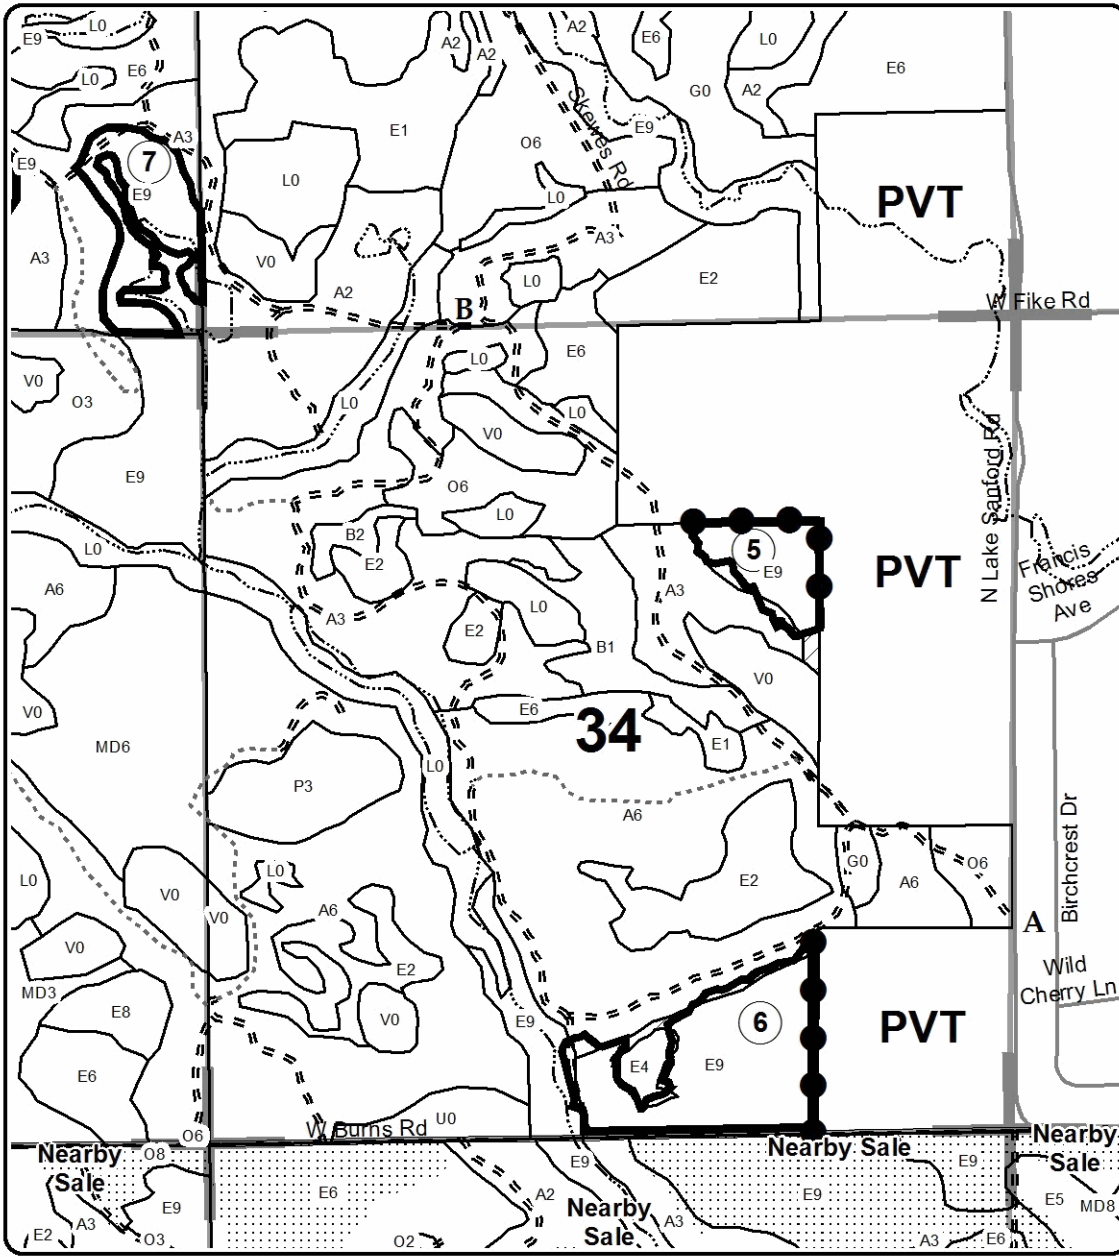 E9
L0
A2
A2
A2
E6
L0
E6
L0
E6
G0
A2
Skewes Rd
E1
O6
E9
A3
7
E9
E9
L0
L0
PVT
A3
A3
V0
A2
L0
E2
B
W Fike Rd
L0
E6
V0
O3
L0
L0
V0
N Lake Sanford Rd
E9
O6
L0
B2
E2
5
E9
PVT
Francis
Shores
Ave
L0
A6
A3
L0
A3
E2
B1
V0
V0
E6
34
E1
MD6
L0
P3
A6
Birchcrest Dr
L0
V0
V0
L0
A6
E2
G0
A6
O6
A
V0
MD3
E2
Wild
Cherry Ln
E8
V0
E9
6
PVT
E6
E4
E9
W Burns Rd
U0
O6
Nearby
Sale
O8
E9
Nearby Sale
Nearby
Sale
E6
A2
E9
E9
E5
MD8
E9
Nearby
Sale
A3
E2
A3
O3
O2
A3
E6